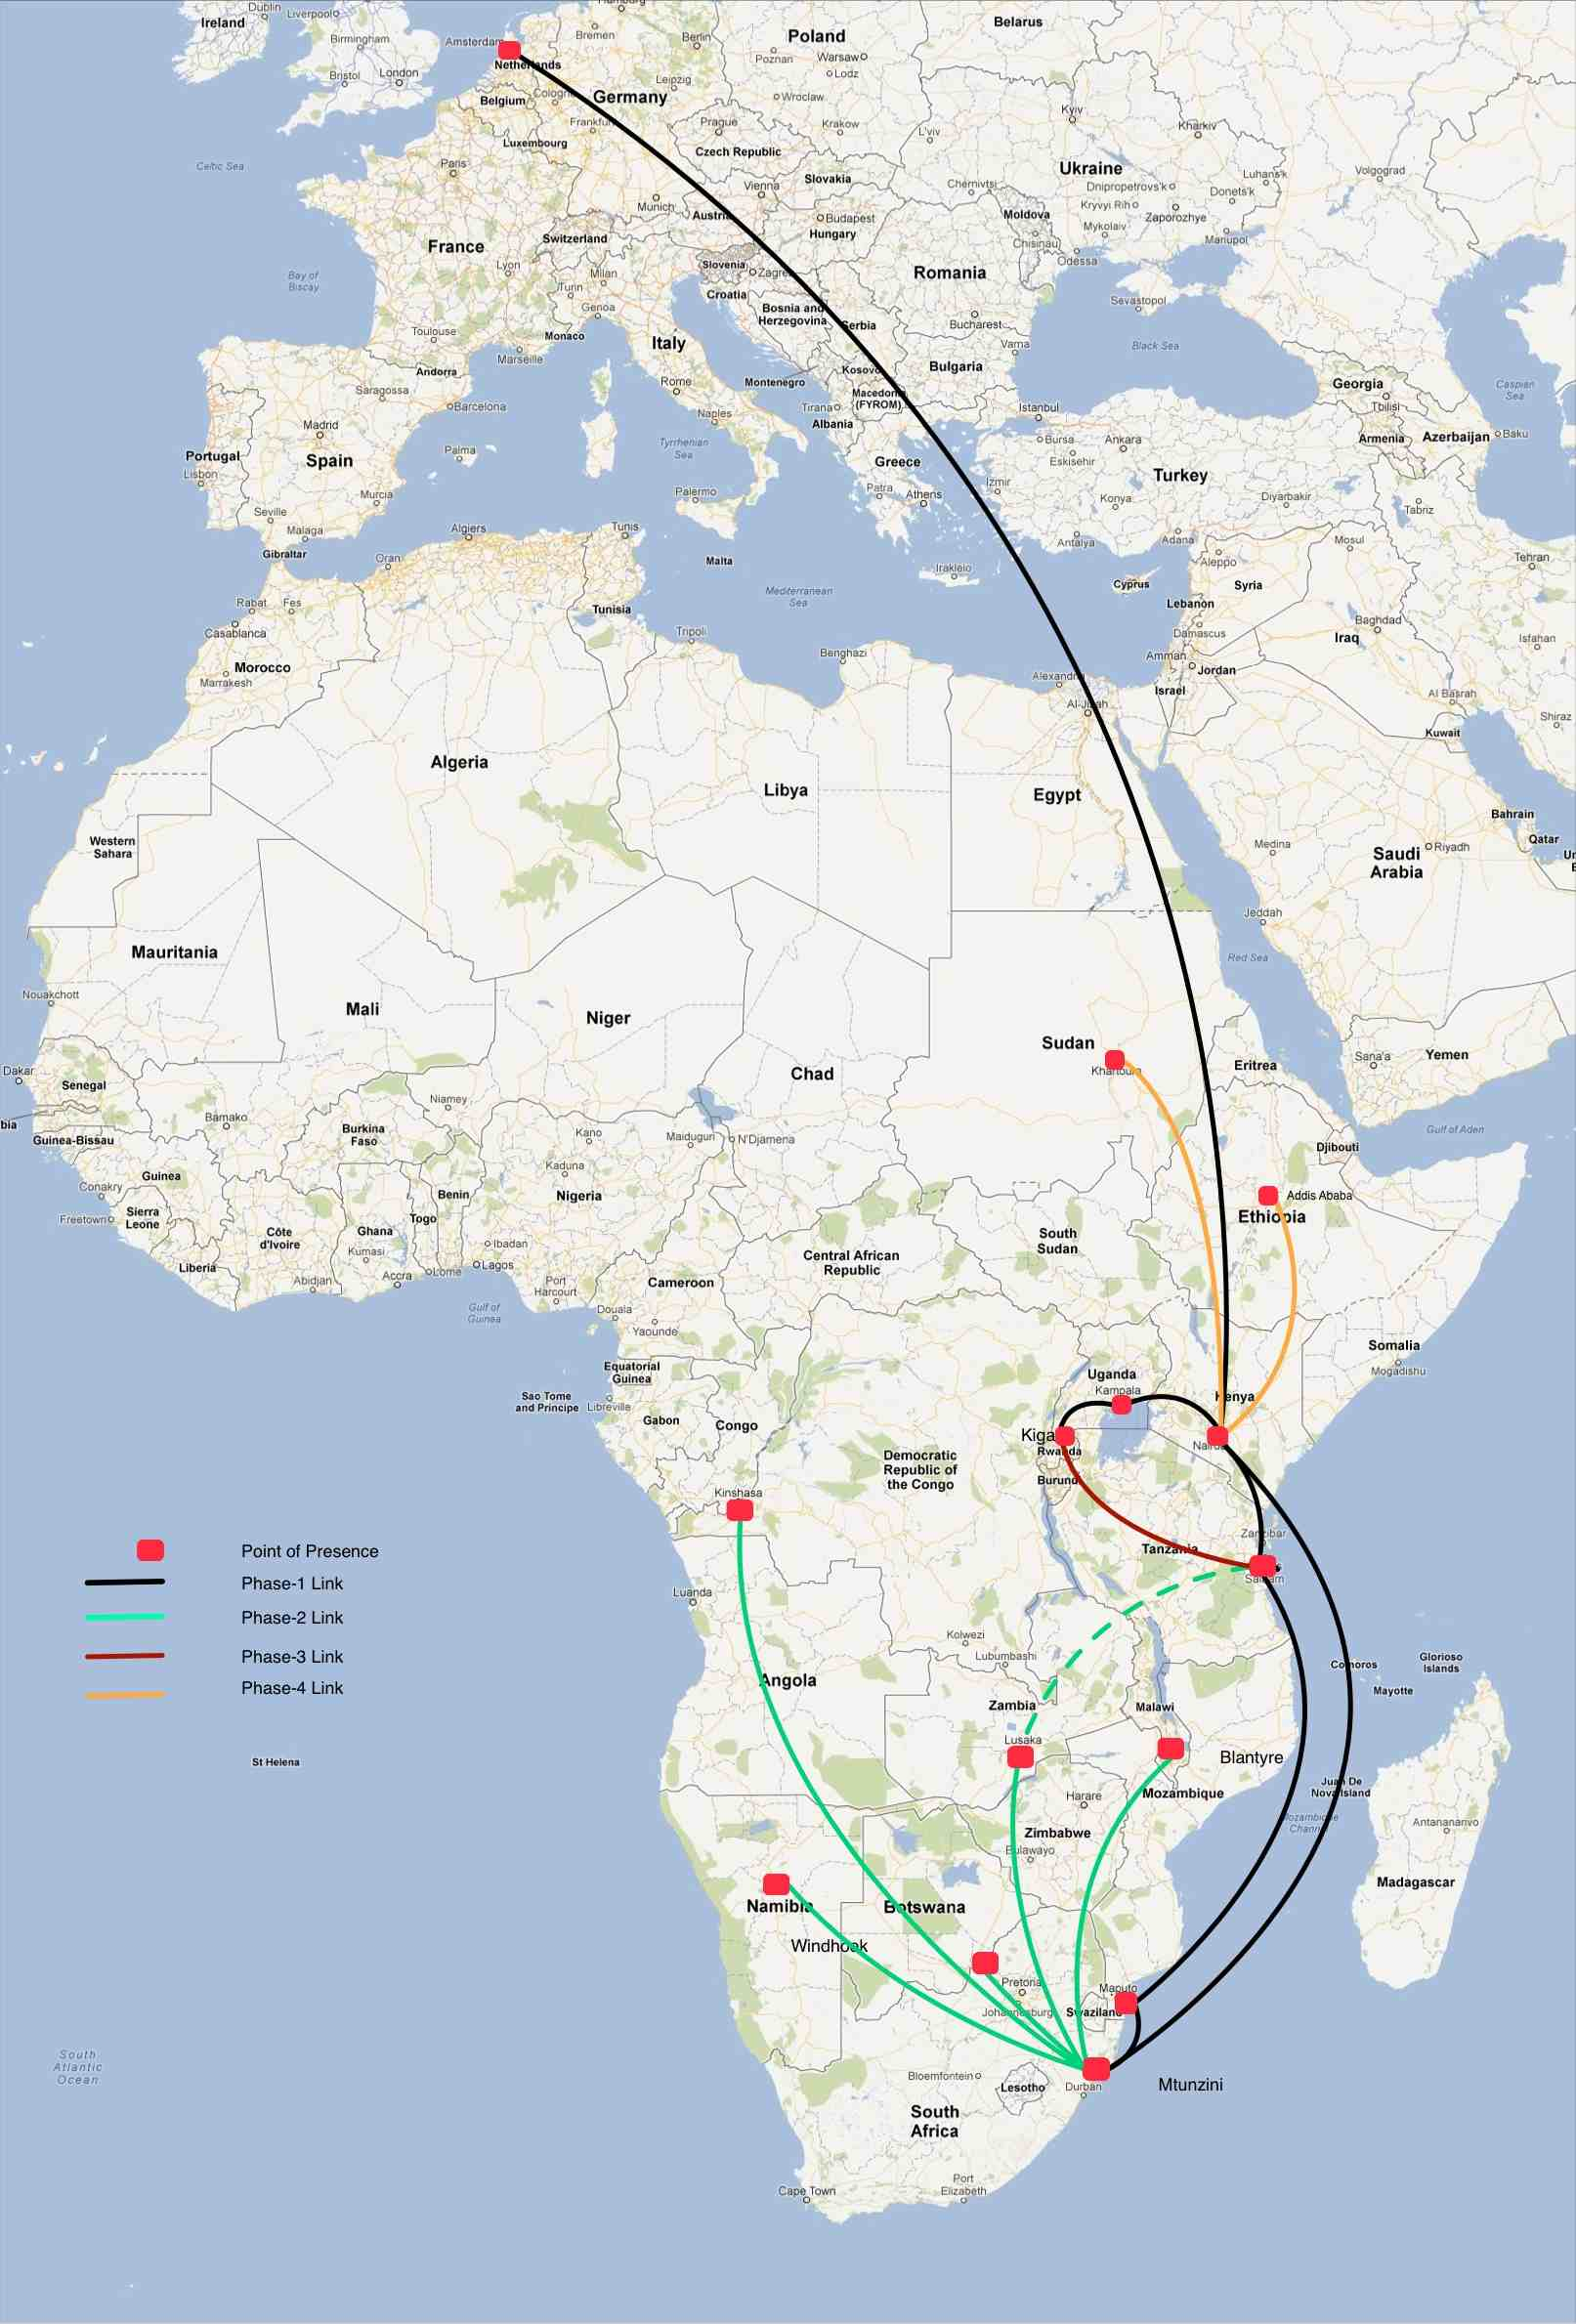 Dublin
Hamburg
Ireland
Liverpool
Belarus
Birmingham
Amsterdam
Bremen
Berlin
Poland
Poznan
Warsaw
Netherlands
Bristol
London
Leipzig
Lodz
Belgium
Cologn
Germany
Wroclaw
Kyiv
Frankfurt
Prague
Krakow
L'viv
Kharkiv
Luxembourg
Czech Republic
Celtic Sea
Paris
Ukraine
Volgograd
Slovakia
Vienna
Chernivtsi
Dnipropetrovs'k
Luhans'k
Donets'k
Munich
Austria
Budapest
Moldova
Kryvyi Rih
Zaporozhye
Hungary
Mykolaiv
Mariupol
France
Switzerland
Chisinau
Odessa
Slovenia
Zagre
Lyon
Milan
Romania
Bay of
Biscay
Turin
Croatia
Genoa
Bosnia and
Herzegovina
Sevastopol
Serbia
Bucharest
Toulouse
Monaco
Italy
Black Sea
Marseille
Bulgaria
Andorra
Kosovo
Rome
Montenegro
Georgia
Caspian
Sea
Saragossa
Macedonia
(FYROM)
Tbilisi
Barcelona
Tirana
Istanbul
Madrid
Naples
Albania
Bursa
Ankara
Armenia
Azerbaijan
Baku
Tyrrhenian
Sea
Portugal
Spain
Palma
Greece
Eskisehir
Lisbon
Turkey
Izmir
Murcia
Palermo
Patra
Athens
Konya
Diyarbakir
Seville
Tabriz
Malaga
Algiers
Tunis
Antalya
Adana
Mosul
Gibraltar
Oran
Malta
Irakleio
Aleppo
Tehran
Cyprus
Syria
Mediterranean
Sea
Rabat
Fes
Tunisia
Lebanon
Casablanca
Tripoli
Damascus
Baghdad
Iraq
Isfahan
Benghazi
Amman
Morocco
Marrakesh
Jordan
Alexandri
Israel
Al Basrah
Al-Jizah
Shiraz
Kuwait
Algeria
Libya
Egypt
Bahrain
Western
Sahara
Medina
Riyadh
Qatar
Saudi
Arabia
Jeddah
Mauritania
Red Sea
Nouakchott
Mali
Niger
Sudan
Sana'a
Yemen
Dakar
Khartoum
Eritrea
Senegal
Chad
Niamey
Bamako
bia
Burkina
Faso
Gulf of Aden
Guinea-Bissau
Kano
Maiduguri
N'Djamena
Djibouti
Guinea
Kaduna
Conakry
Benin
Nigeria
Addis Ababa
Sierra
Leone
Freetown
Togo
Ethiopia
Côte
d'Ivoire
Ghana
Ibadan
South
Sudan
Kumasi
Central African
Republic
Liberia
Lagos
Lome
Accra
Abidjan
Port
Harcourt
Cameroon
Gulf of
Guinea
Douala
Yaounde
Somalia
Equatorial
Guinea
Uganda
Mogadishu
Kampala
Sao Tome
and Principe
Libreville
Kenya
Gabon
Congo
Kiga
Rwanda
Nairobi
Democratic
Republic of
the Congo
Burundi
Kinshasa
Zanzibar
Point of Presence
Tanzania
Phase-1 Link
Salaam
Luanda
Phase-2 Link
Kolwezi
Lubumbashi
Phase-3 Link
Comoros
Glorioso
Islands
Phase-4 Link
Angola
Mayotte
Zambia
Malawi
Lusaka
Blantyre
St Helena
Juan De
Nova Island
Mozambique
Harare
Mozambique
Channel
Antananarivo
Zimbabwe
Bulawayo
Madagascar
Namibia
Botswana
Windhoek
Pretoria
Maputo
Johannesburg
Swaziland
South
Atlantic
Ocean
Bloemfontein
Lesotho
Durban
Mtunzini
South
Africa
Port
Elizabeth
Cape Town